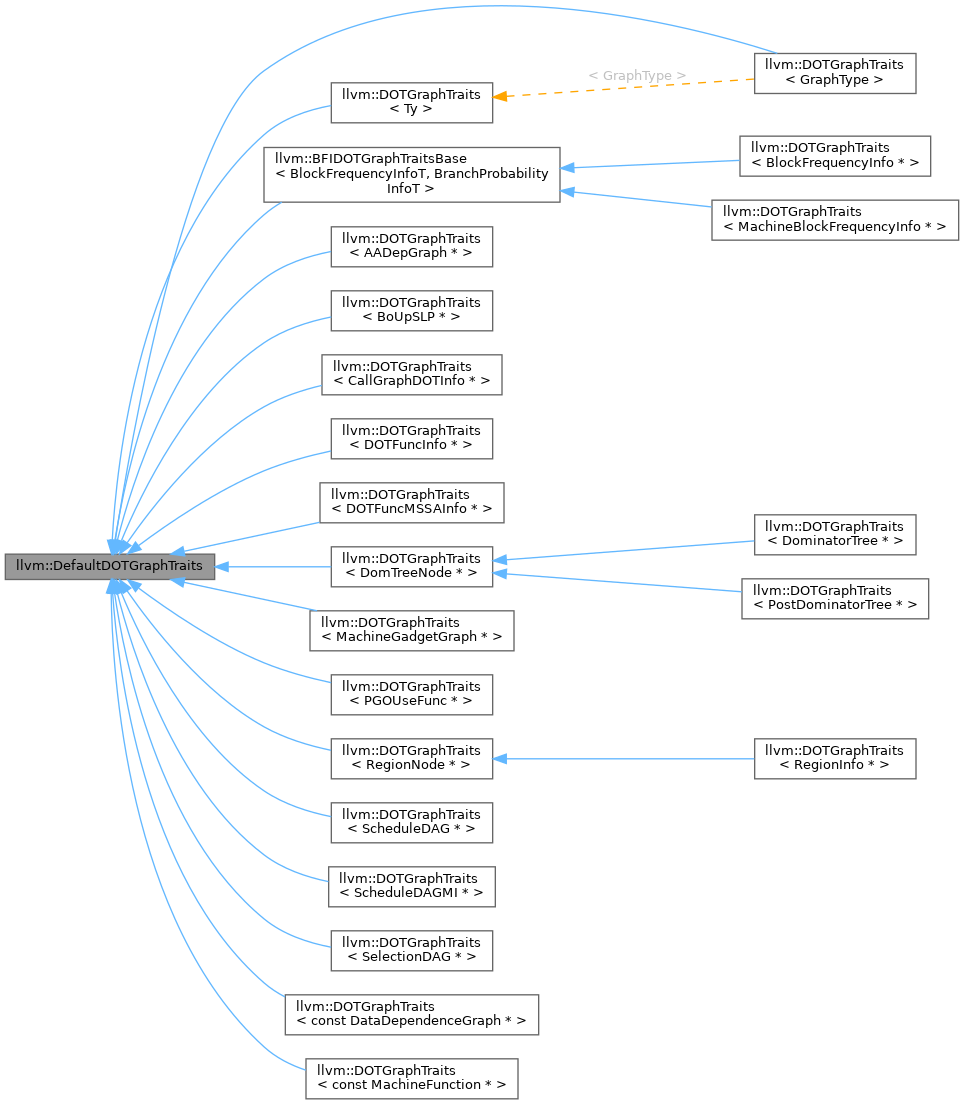 llvm::DOTGraphTraits
< GraphType >
< GraphType >
llvm::DOTGraphTraits
< Ty >
llvm::BFIDOTGraphTraitsBase
< BlockFrequencyInfoT, BranchProbability
InfoT >
llvm::DOTGraphTraits
< BlockFrequencyInfo * >
llvm::DOTGraphTraits
< MachineBlockFrequencyInfo * >
llvm::DOTGraphTraits
< AADepGraph * >
llvm::DOTGraphTraits
< BoUpSLP * >
llvm::DOTGraphTraits
< CallGraphDOTInfo * >
llvm::DOTGraphTraits
< DOTFuncInfo * >
llvm::DOTGraphTraits
< DOTFuncMSSAInfo * >
llvm::DefaultDOTGraphTraits
llvm::DOTGraphTraits
< DomTreeNode * >
llvm::DOTGraphTraits
< DominatorTree * >
llvm::DOTGraphTraits
< PostDominatorTree * >
llvm::DOTGraphTraits
< MachineGadgetGraph * >
llvm::DOTGraphTraits
< PGOUseFunc * >
llvm::DOTGraphTraits
< RegionNode * >
llvm::DOTGraphTraits
< RegionInfo * >
llvm::DOTGraphTraits
< ScheduleDAG * >
llvm::DOTGraphTraits
< ScheduleDAGMI * >
llvm::DOTGraphTraits
< SelectionDAG * >
llvm::DOTGraphTraits
< const DataDependenceGraph * >
llvm::DOTGraphTraits
< const MachineFunction * >